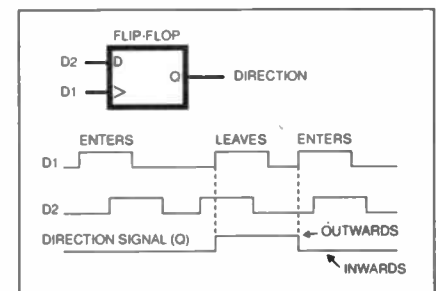 FLIP-FLOP
D2 D
Q DIRECTION
D1
ENTERS LEAVES ENTERS
D1
D2
OUTWARDS
DIRECTION SIGNAL (Q)
INWARDS